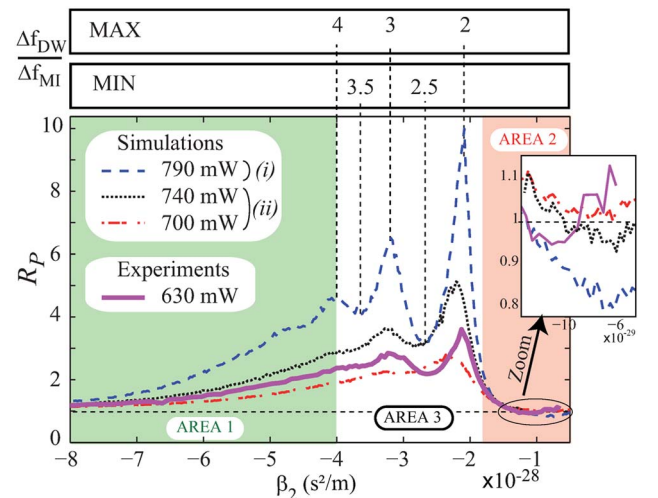 Δf_DW
Δf_MI
MAX
4 3 2
MIN
3.5 2.5
R_P
10
8
6
4
2
0
Simulations
790 mW (i)
740 mW (ii)
700 mW
Experiments
630 mW
AREA 1
AREA 3
AREA 2
Zoom
1.1
1
0.9
0.8
-10 -6
x10⁻²⁹
−8 −7 −6 −5 −4 −3 −2 −1
β₂ (s²/m)
x10⁻²⁸